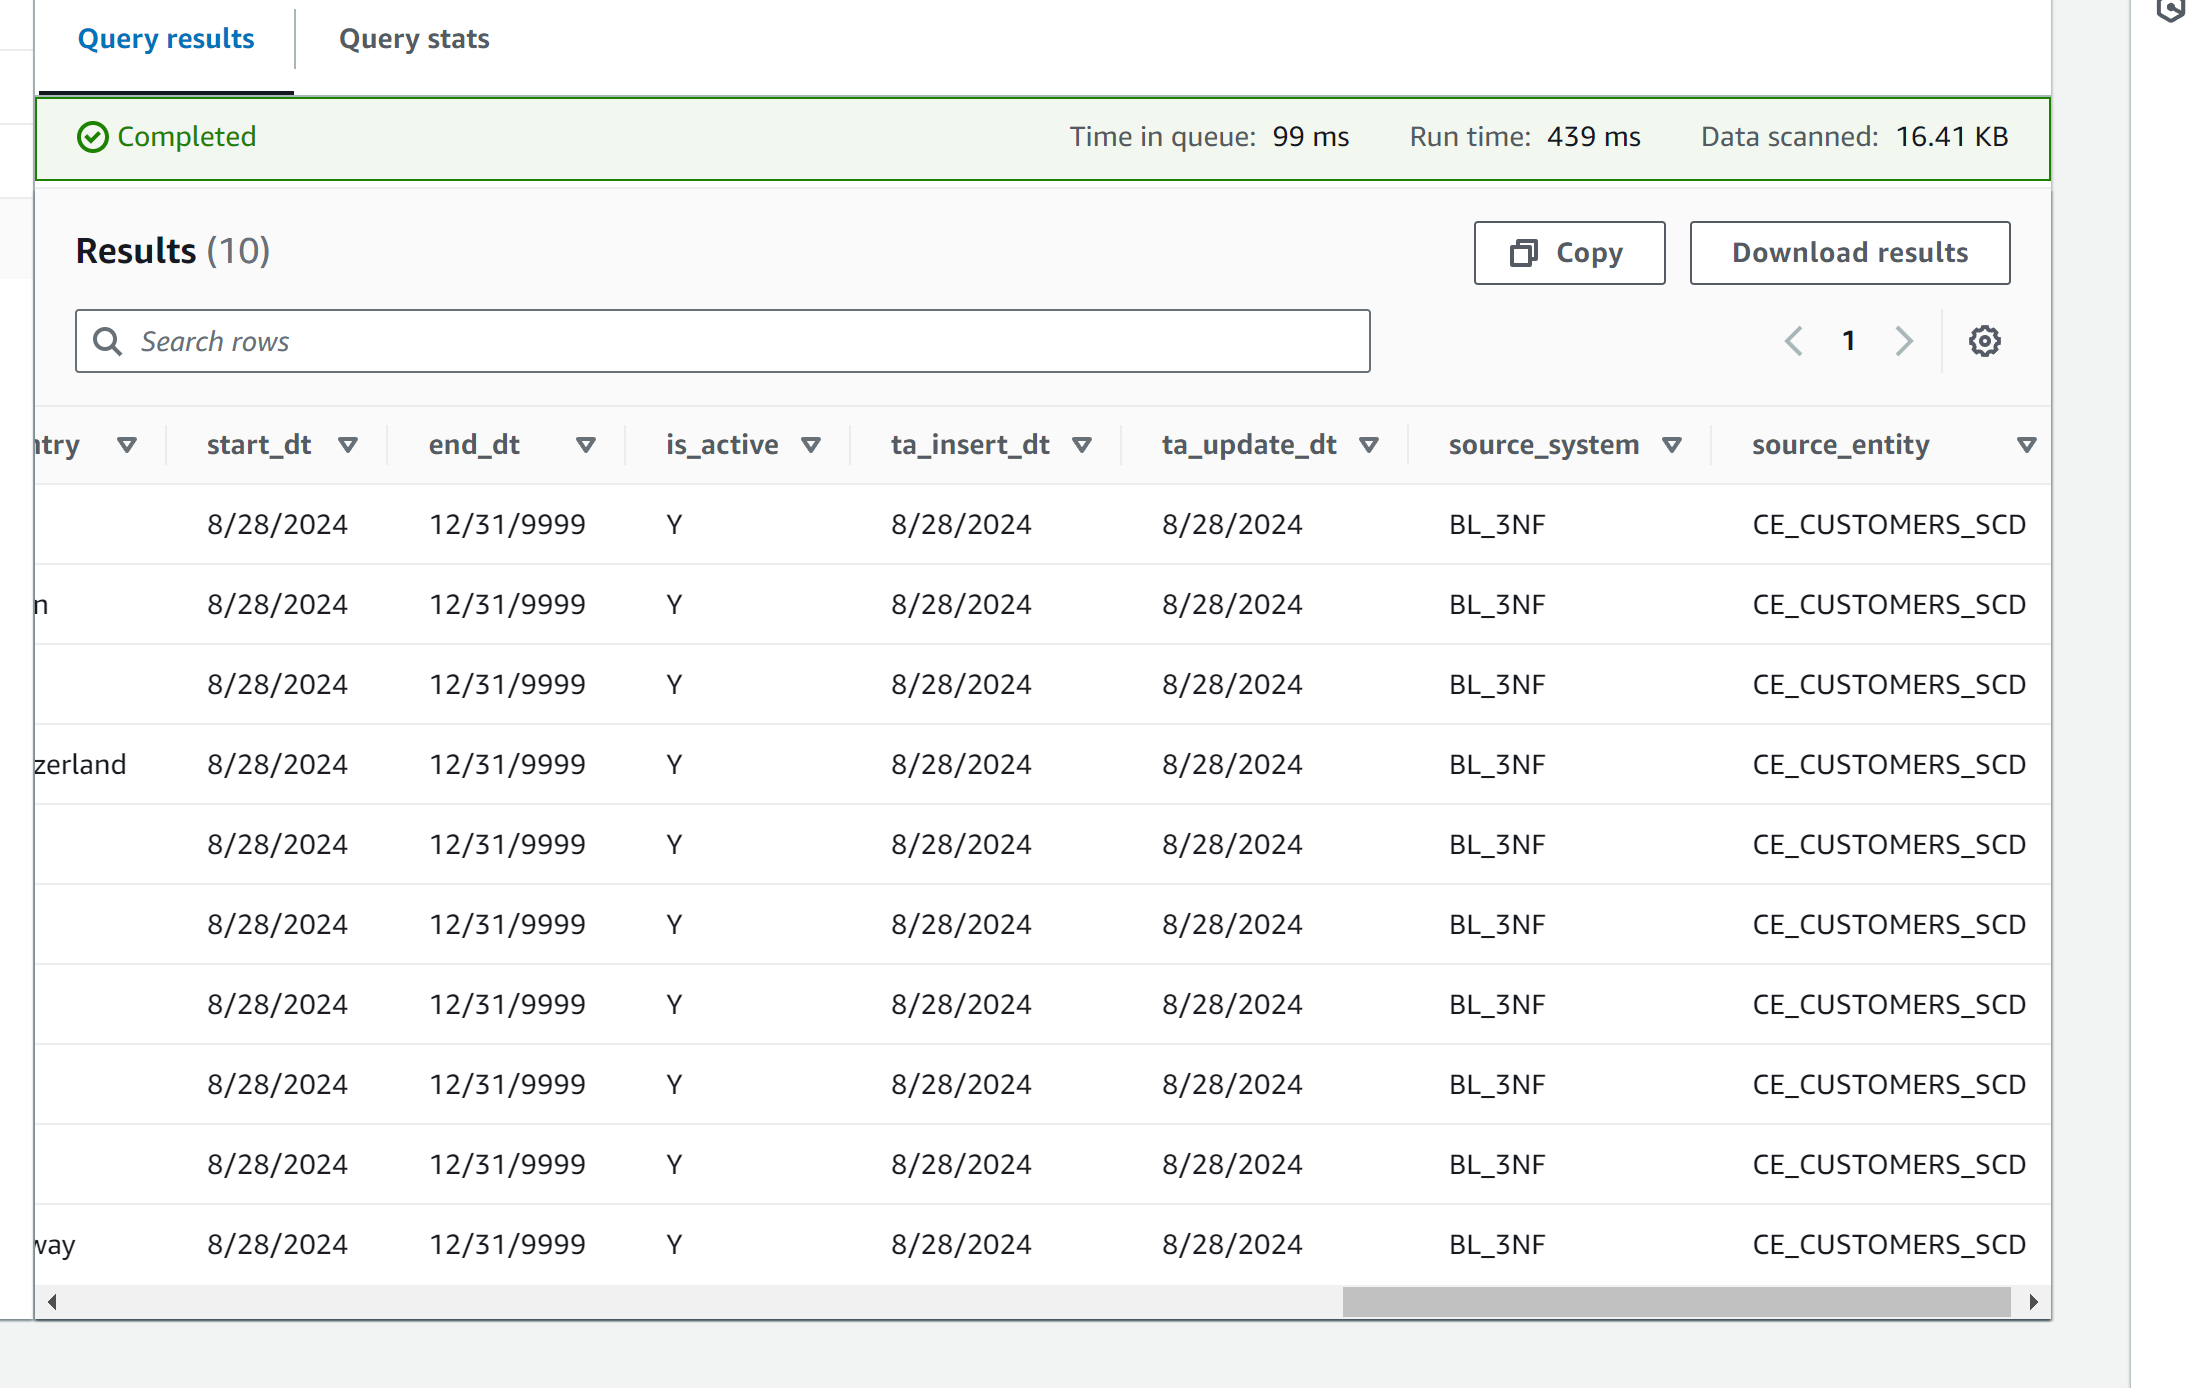 Query results Query stats
Completed Time in queue: 99 ms Run time: 439 ms Data scanned: 16.41 KB
Results (10) Copy Download results
Search rows 1
ntry start_dt end_dt is_active ta_insert_dt ta_update_dt source_system source_entity
8/28/2024 12/31/9999 Y 8/28/2024 8/28/2024 BL_3NF CE_CUSTOMERS_SCD
n 8/28/2024 12/31/9999 Y 8/28/2024 8/28/2024 BL_3NF CE_CUSTOMERS_SCD
8/28/2024 12/31/9999 Y 8/28/2024 8/28/2024 BL_3NF CE_CUSTOMERS_SCD
zerland 8/28/2024 12/31/9999 Y 8/28/2024 8/28/2024 BL_3NF CE_CUSTOMERS_SCD
8/28/2024 12/31/9999 Y 8/28/2024 8/28/2024 BL_3NF CE_CUSTOMERS_SCD
8/28/2024 12/31/9999 Y 8/28/2024 8/28/2024 BL_3NF CE_CUSTOMERS_SCD
8/28/2024 12/31/9999 Y 8/28/2024 8/28/2024 BL_3NF CE_CUSTOMERS_SCD
8/28/2024 12/31/9999 Y 8/28/2024 8/28/2024 BL_3NF CE_CUSTOMERS_SCD
8/28/2024 12/31/9999 Y 8/28/2024 8/28/2024 BL_3NF CE_CUSTOMERS_SCD
way 8/28/2024 12/31/9999 Y 8/28/2024 8/28/2024 BL_3NF CE_CUSTOMERS_SCD